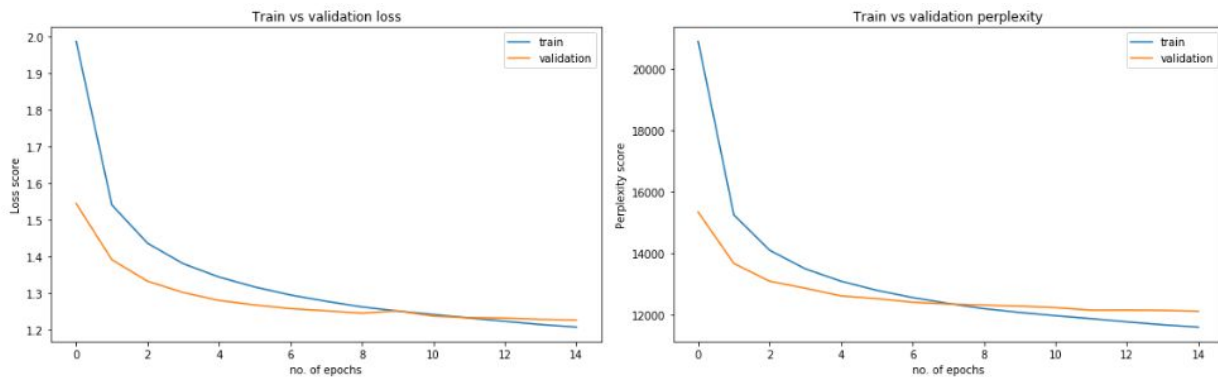 Train vs validation loss
train
validation
2.0
1.9
1.8
1.7
1.6
1.5
1.4
1.3
1.2
Loss score
0 2 4 6 8 10 12 14
no. of epochs
Train vs validation perplexity
train
validation
20000
18000
16000
14000
12000
Perplexity score
0 2 4 6 8 10 12 14
no. of epochs